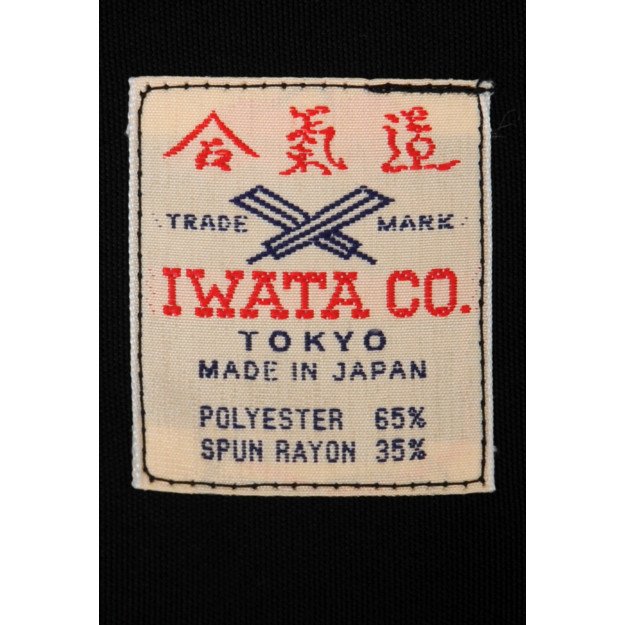 合氣道
TRADE MARK
IWATA CO.
TOKYO
MADE IN JAPAN
POLYESTER 65%
SPUN RAYON 35%